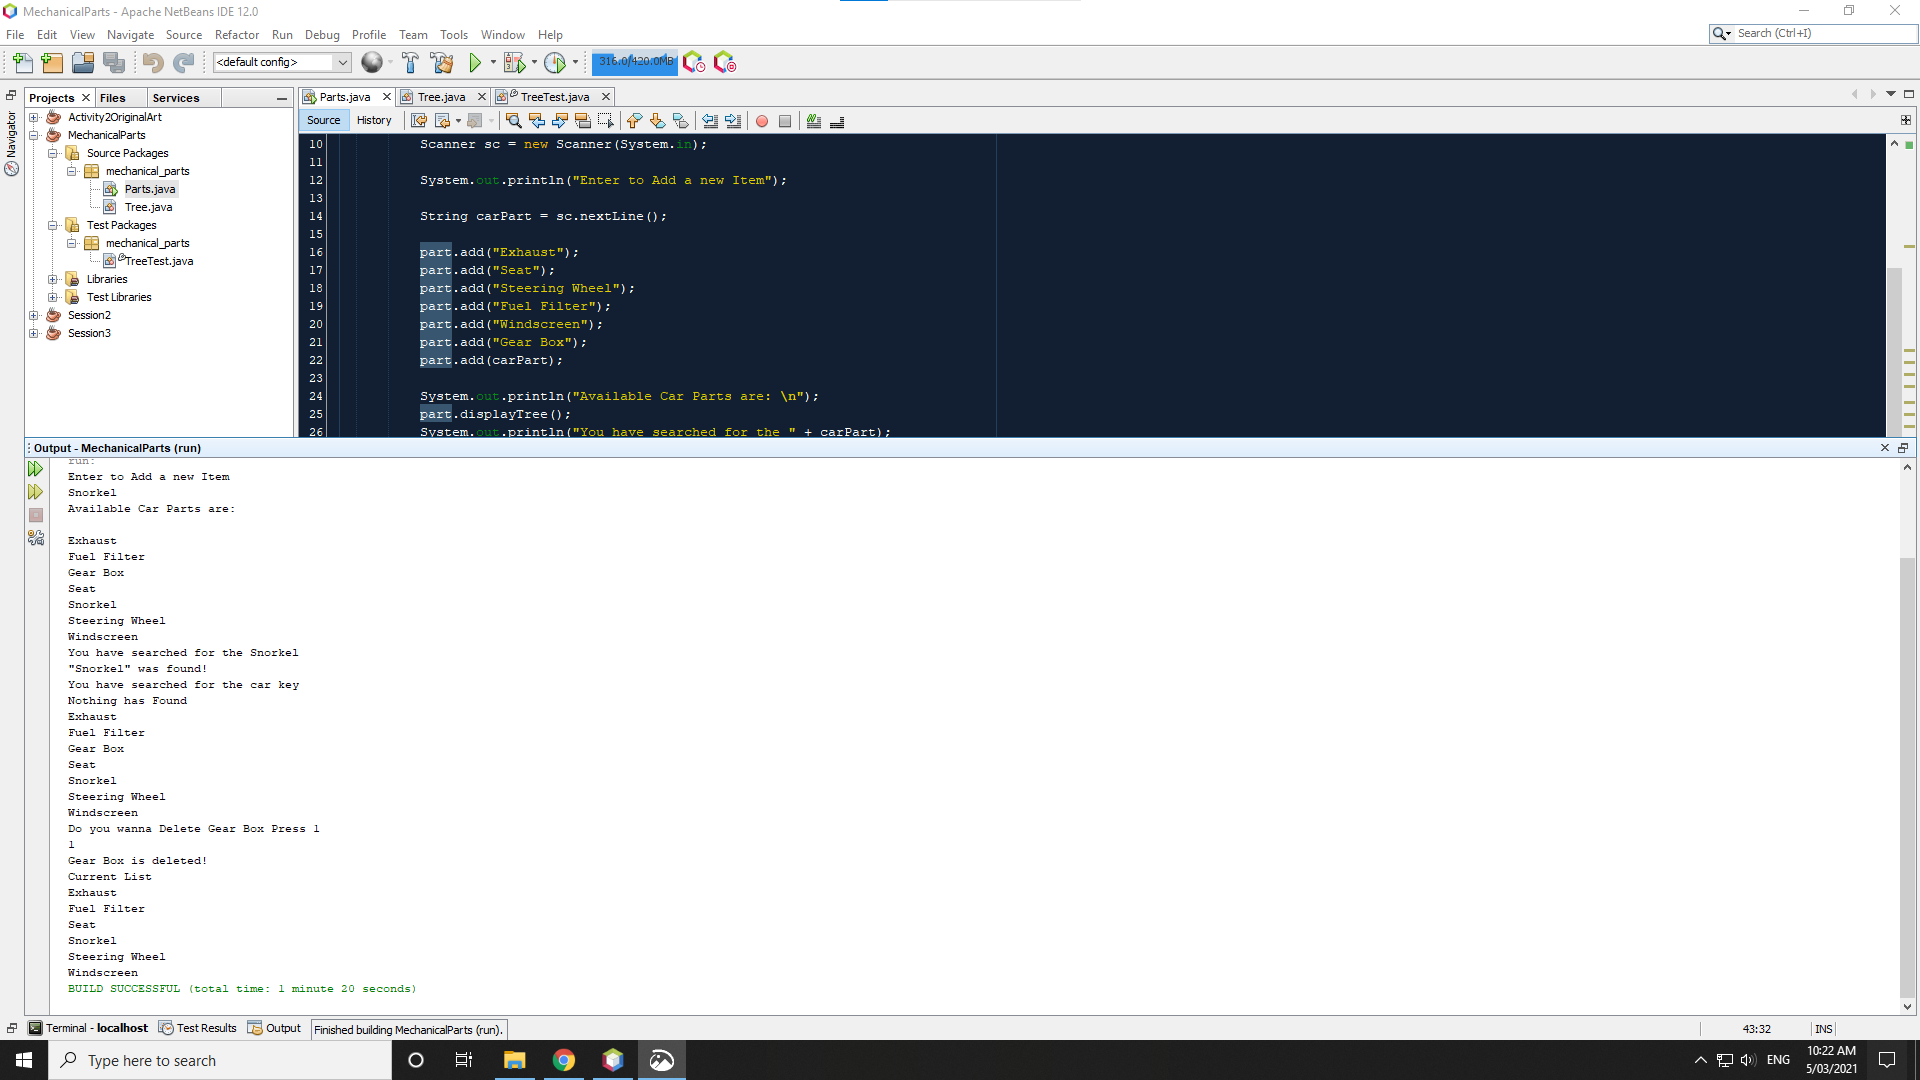 MechanicalParts - Apache NetBeans IDE 12.0
File Edit View Navigate Source Refactor Run Debug Profile Team Tools Window Help
Search (Ctrl+I)
<default config>
316.0/420.0MB
Projects Files Services
Parts.java Tree.java TreeTest.java
Navigator
Source History
Activity2OriginalArt
MechanicalParts
Source Packages
mechanical_parts
Parts.java
Tree.java
Test Packages
mechanical_parts
TreeTest.java
Libraries
Test Libraries
Session2
Session3
10 Scanner sc = new Scanner(System.in);
11
12 System.out.println("Enter to Add a new Item");
13
14 String carPart = sc.nextLine();
15
16 part.add("Exhaust");
17 part.add("Seat");
18 part.add("Steering Wheel");
19 part.add("Fuel Filter");
20 part.add("Windscreen");
21 part.add("Gear Box");
22 part.add(carPart);
23
24 System.out.println("Available Car Parts are: \n");
25 part.displayTree();
26 System.out.println("You have searched for the " + carPart);
Output - MechanicalParts (run)
run:
Enter to Add a new Item
Snorkel
Available Car Parts are:
Exhaust
Fuel Filter
Gear Box
Seat
Snorkel
Steering Wheel
Windscreen
You have searched for the Snorkel
"Snorkel" was found!
You have searched for the car key
Nothing has Found
Exhaust
Fuel Filter
Gear Box
Seat
Snorkel
Steering Wheel
Windscreen
Do you wanna Delete Gear Box Press 1
1
Gear Box is deleted!
Current List
Exhaust
Fuel Filter
Seat
Snorkel
Steering Wheel
Windscreen
BUILD SUCCESSFUL (total time: 1 minute 20 seconds)
Terminal - localhost Test Results Output Finished building MechanicalParts (run). 43:32 INS
Type here to search
ENG
10:22 AM
5/03/2021